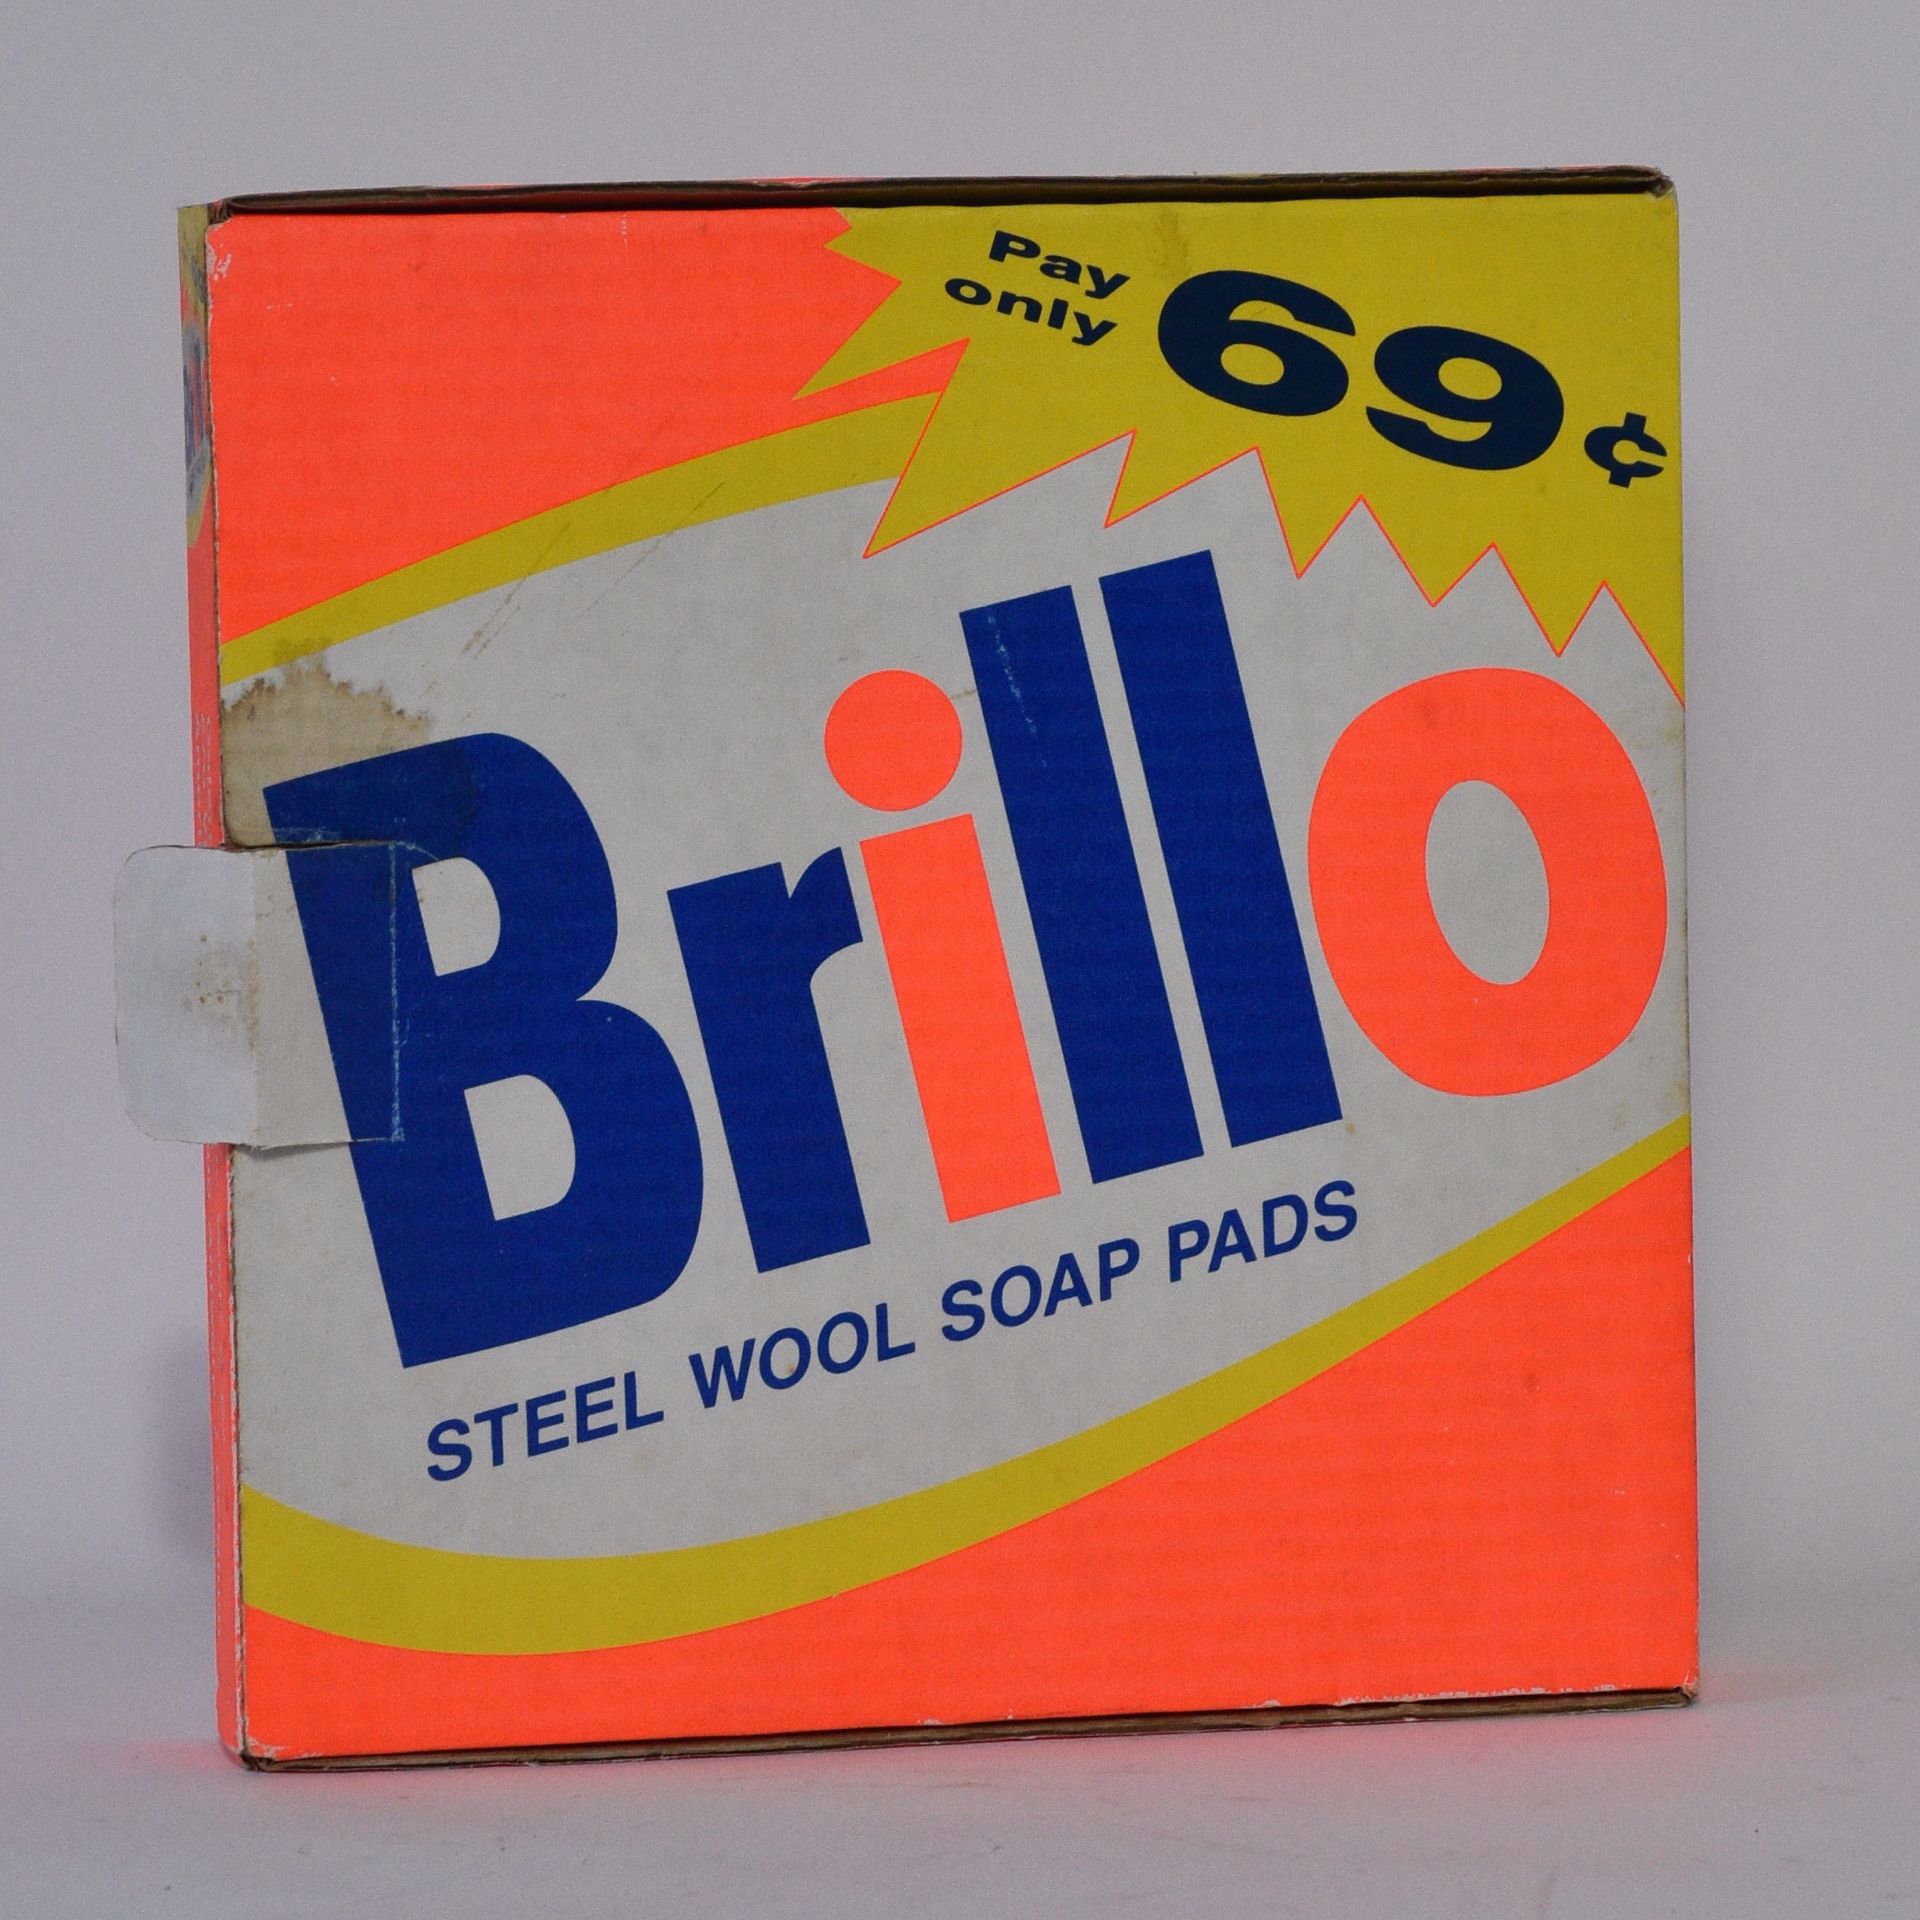 Pay
only
69¢
Brillo
STEEL WOOL SOAP PADS